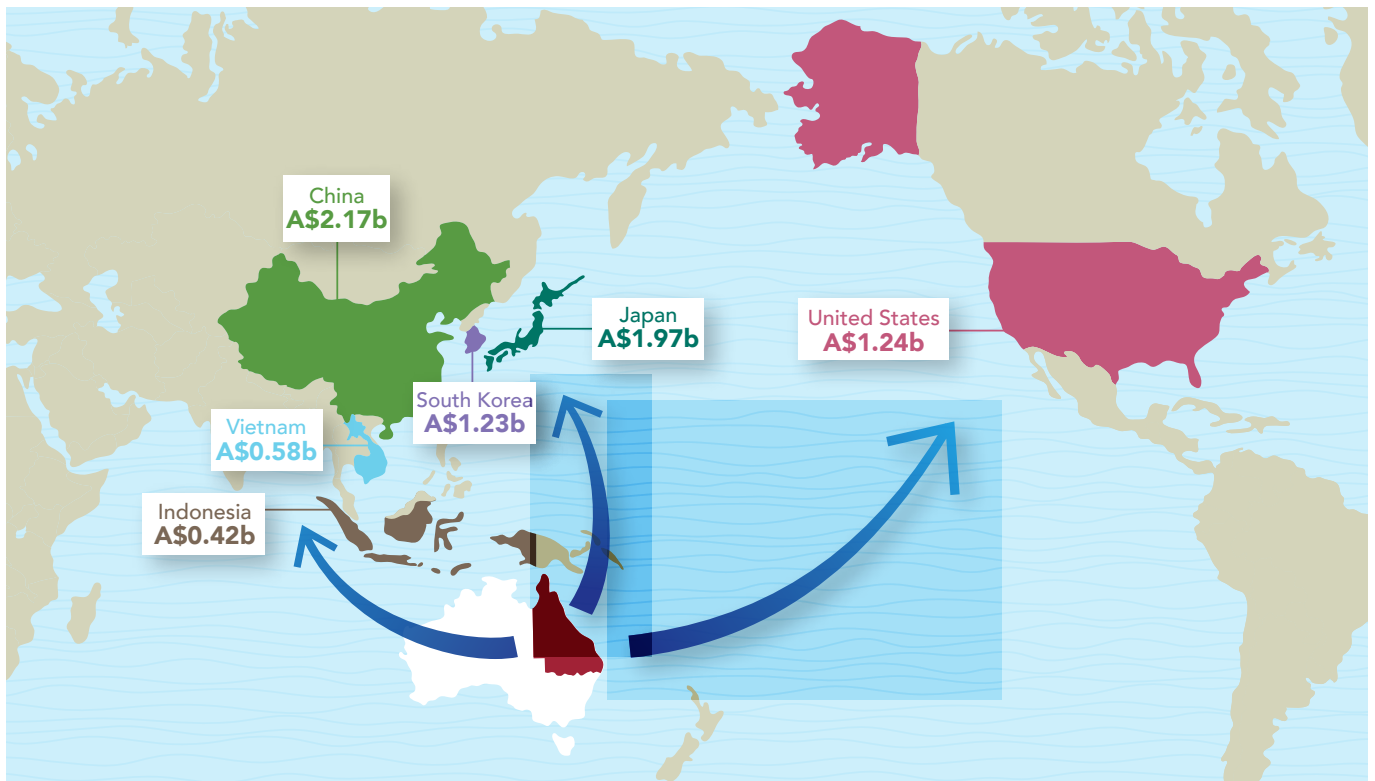 China
A$2.17b
Japan
A$1.97b
United States
A$1.24b
South Korea
A$1.23b
Vietnam
A$0.58b
Indonesia
A$0.42b